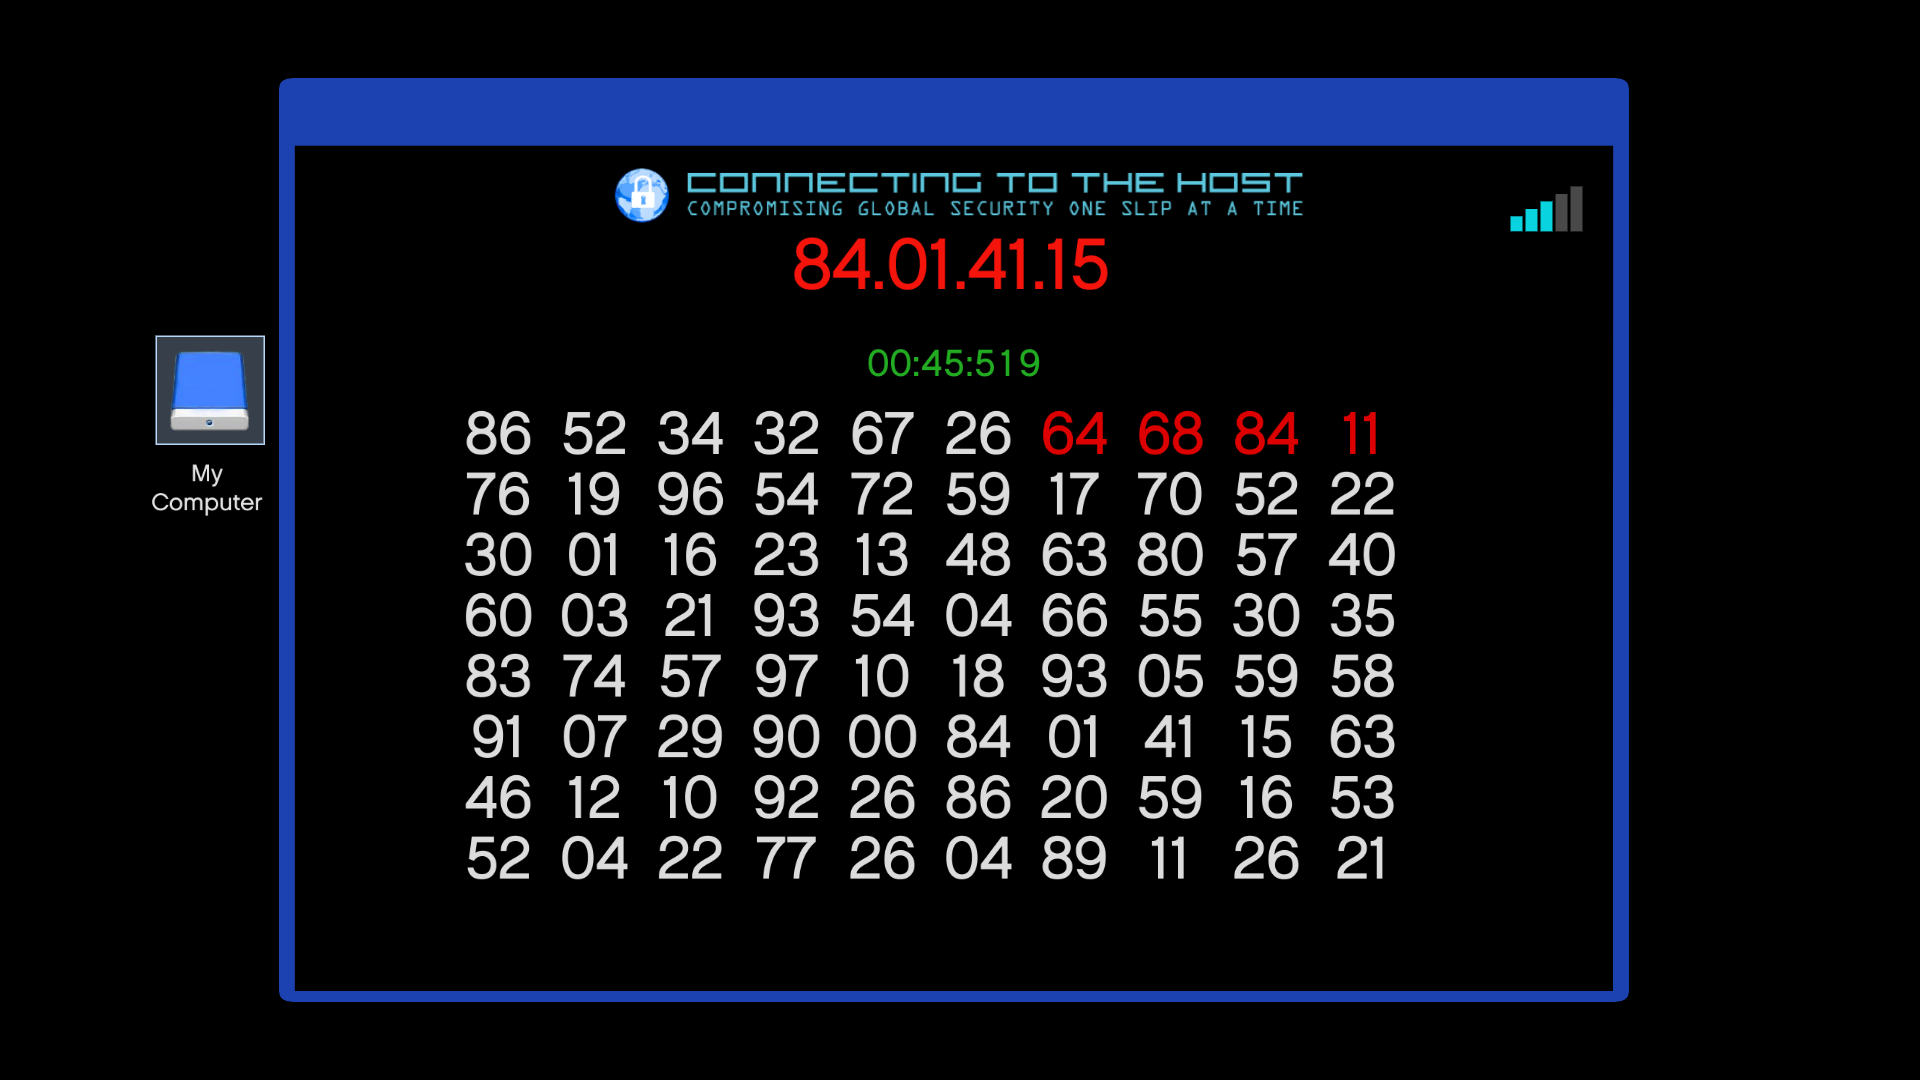 CONNECTING TO THE HOST
COMPROMISING GLOBAL SECURITY ONE SLIP AT A TIME
84.01.41.15
00:45:519
86 52 34 32 67 26 64 68 84 11
76 19 96 54 72 59 17 70 52 22
30 01 16 23 13 48 63 80 57 40
60 03 21 93 54 04 66 55 30 35
83 74 57 97 10 18 93 05 59 58
91 07 29 90 00 84 01 41 15 63
46 12 10 92 26 86 20 59 16 53
52 04 22 77 26 04 89 11 26 21
My
Computer